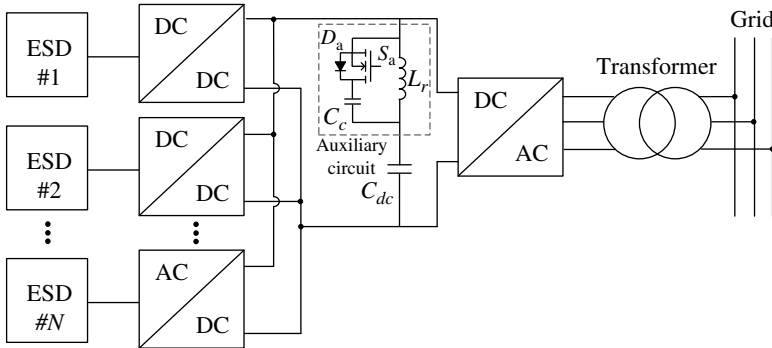 ESD
#1
DC
DC
ESD
#2
DC
DC
ESD
#N
AC
DC
D_a
S_a
L_r
C_c
Auxiliary
circuit
C_dc
DC
AC
Transformer
Grid